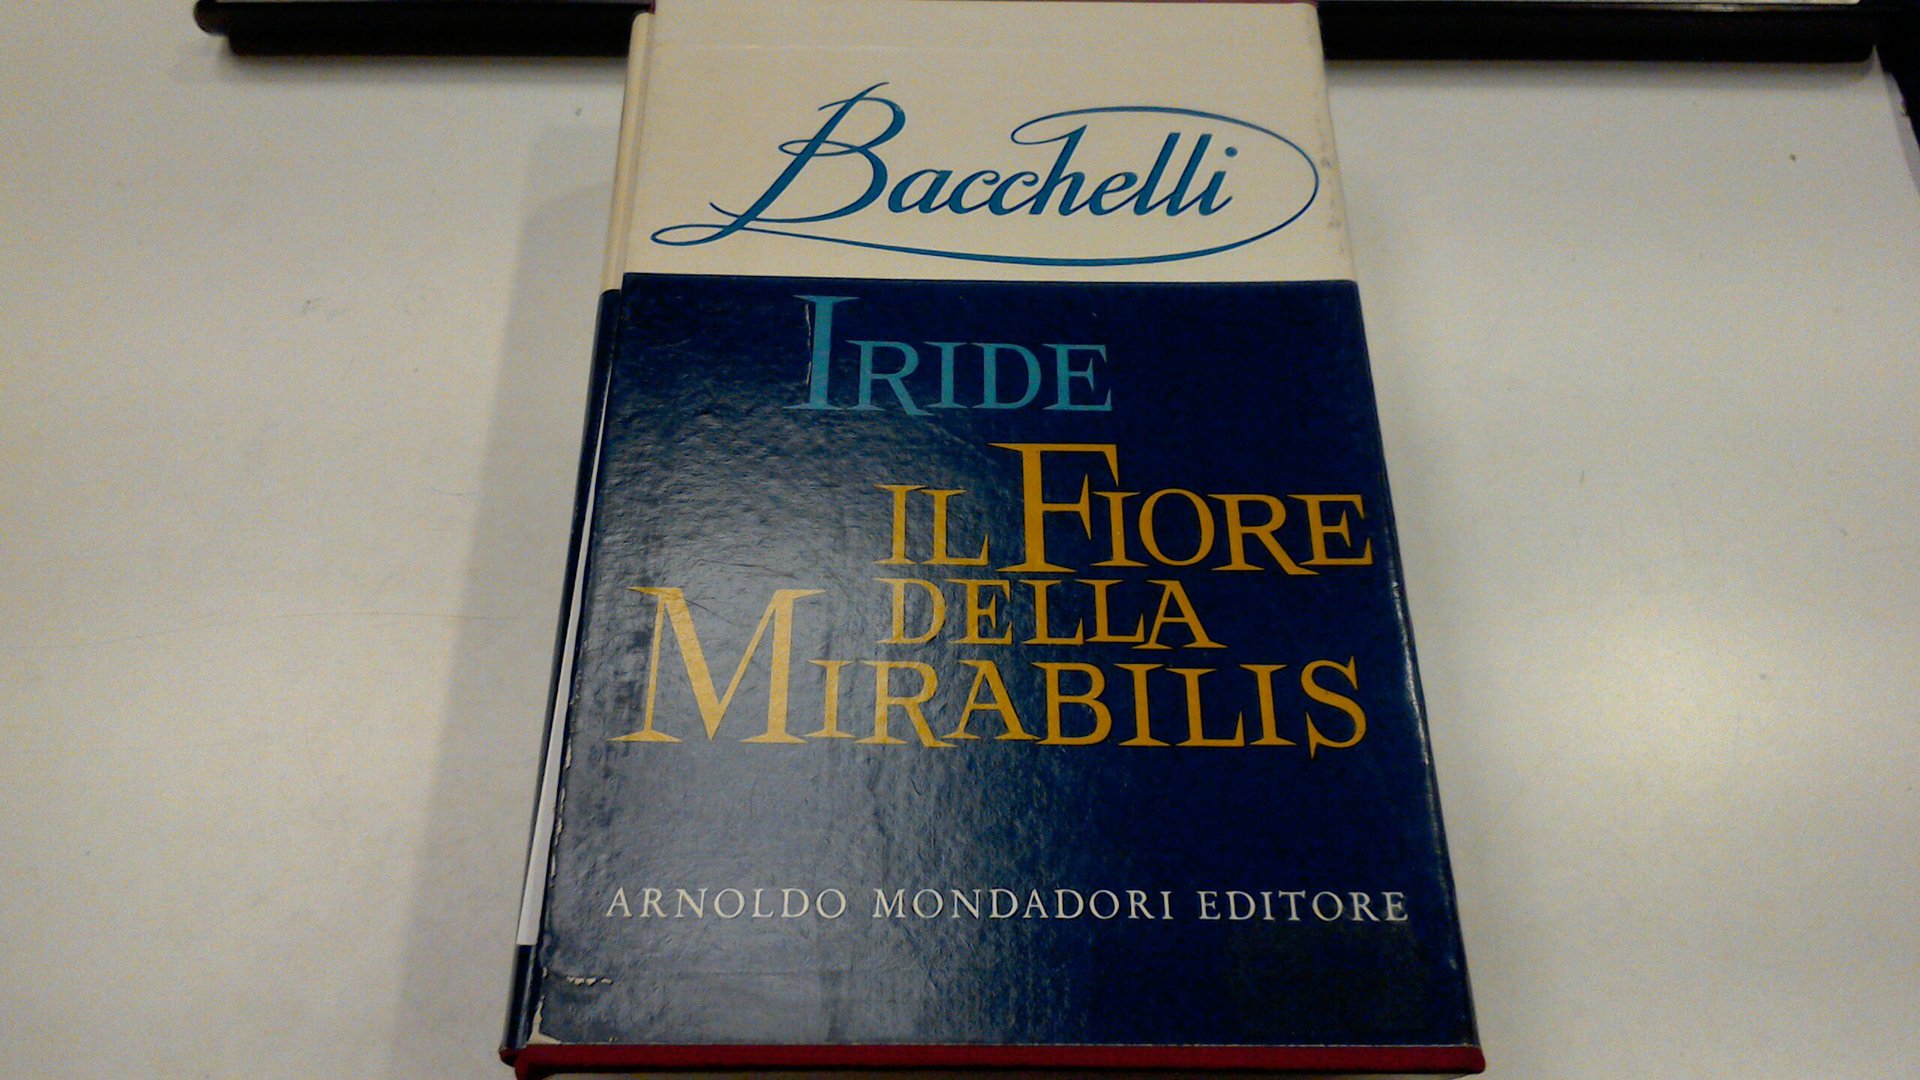 Bacchelli
IRIDE
IL FIORE
DELLA
MIRABILIS
ARNOLDO MONDADORI EDITORE